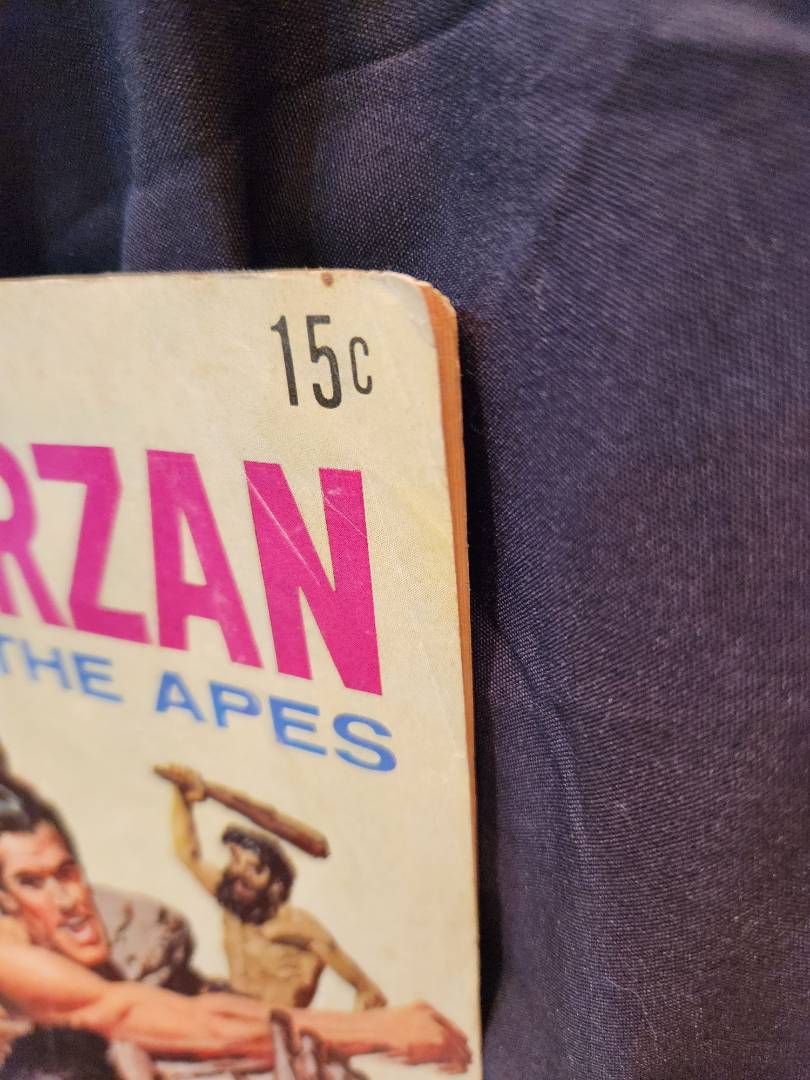 15c
RZAN
THE APES